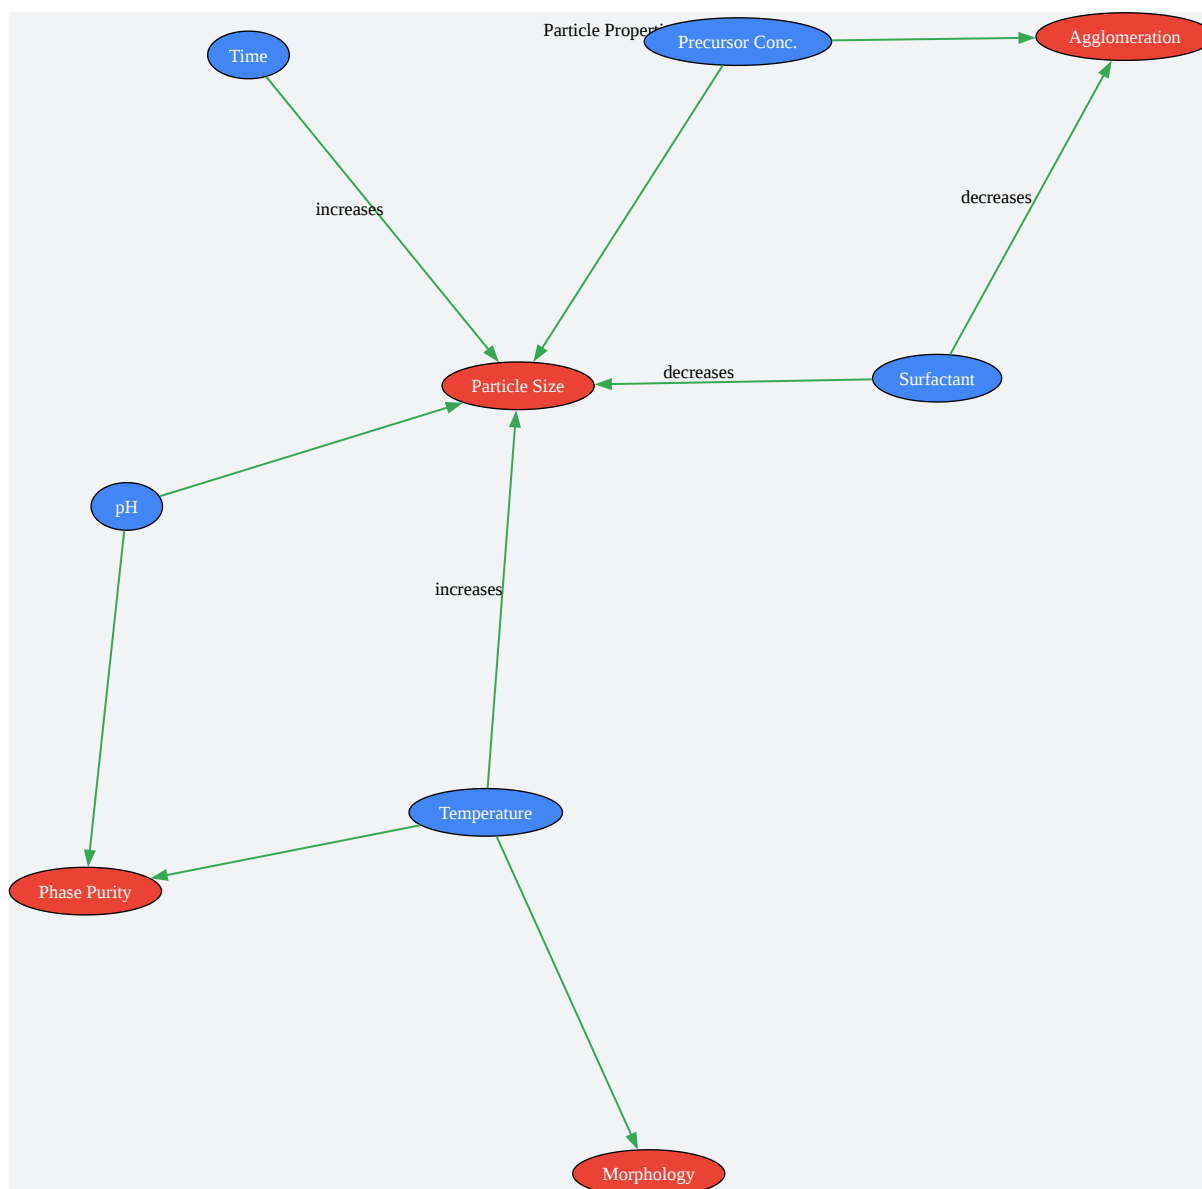 Particle Properti
Precursor Conc.
Agglomeration
Time
decreases
increases
decreases
Surfactant
Particle Size
pH
increases
Temperature
Phase Purity
Morphology